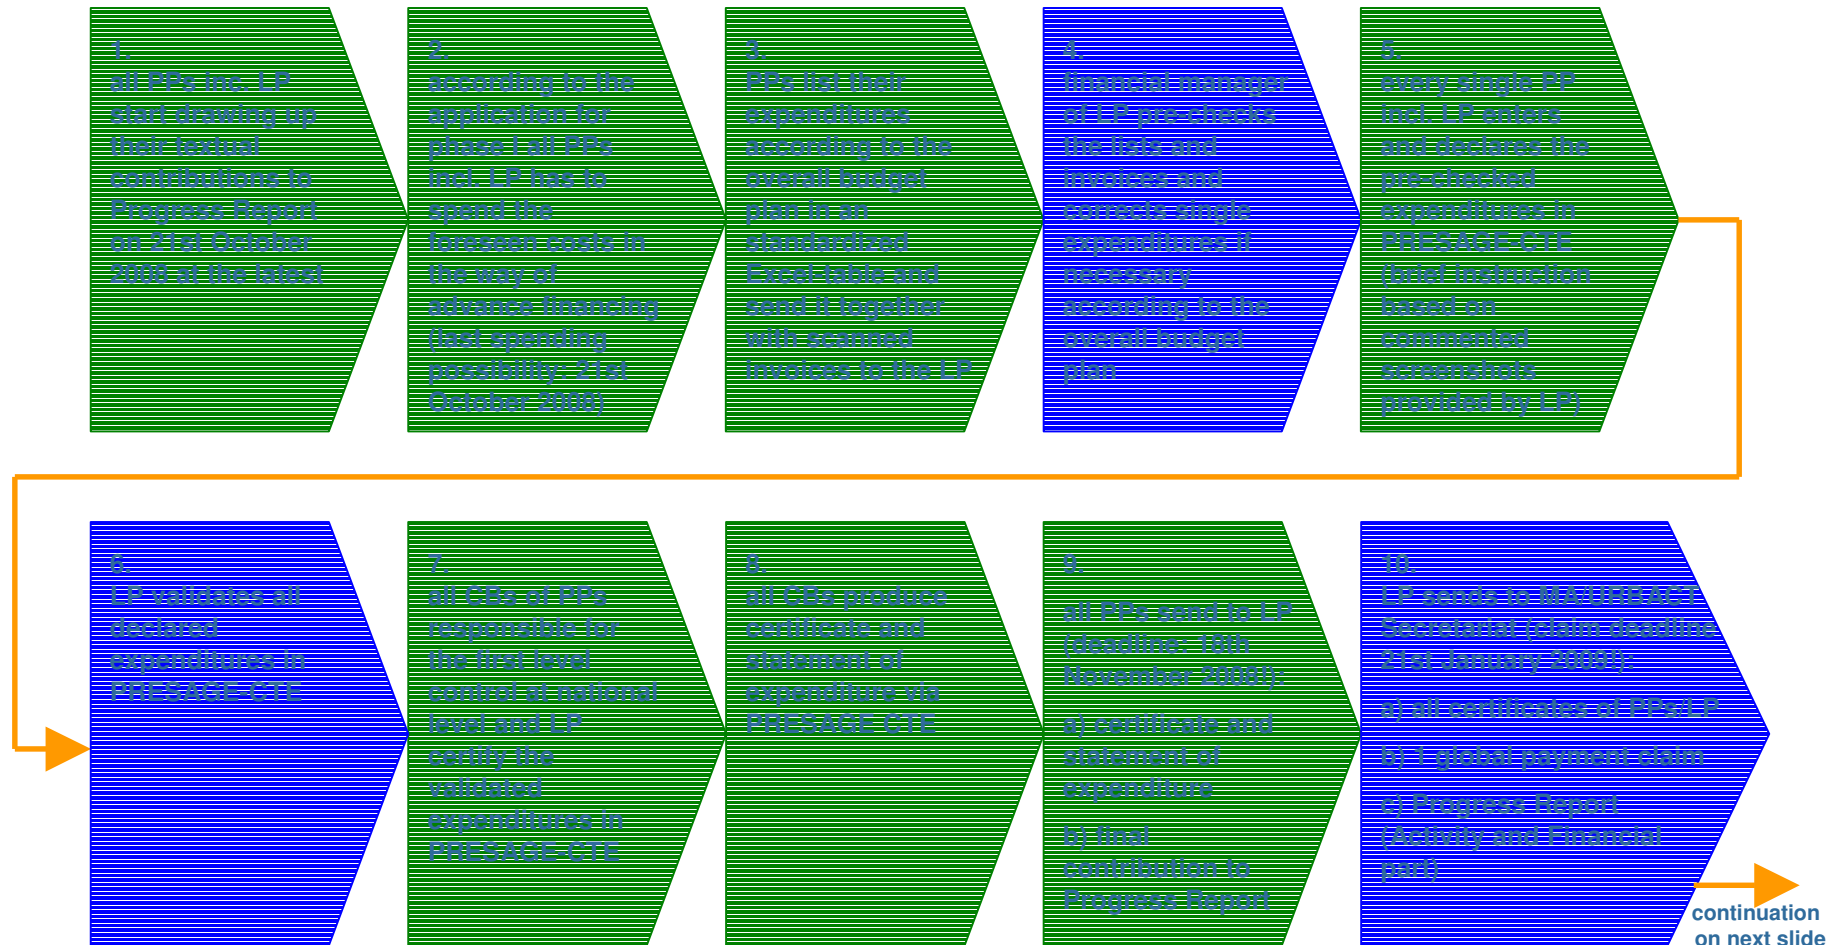 1.
all PPs inc. LP
start drawing up
their textual
contributions to
Progress Report
on 21st October
2008 at the latest
2.
according to the
application for
phase I all PPs
incl. LP has to
spend the
foreseen costs in
the way of
advance financing
(last spending
possibility: 21st
October 2008)
3.
PPs list their
expenditures
according to the
overall budget
plan in an
standardized
Excel-table and
send it together
with scanned
invoices to the LP
4.
financial manager
of LP pre-checks
the lists and
invoices and
corrects single
expenditures if
necessary
according to the
overall budget
plan
5.
every single PP
incl. LP enters
and declares the
pre-checked
expenditures in
PRESAGE-CTE
(brief instruction
based on
commented
screenshots
provided by LP)
6.
LP validates all
declared
expenditures in
PRESAGE-CTE
7.
all CBs of PPs
responsible for
the first level
control at national
level and LP
certify the
validated
expenditures in
PRESAGE-CTE
8.
all CBs produce
certificate and
statement of
expenditure via
PRESAGE CTE
9.
all PPs send to LP
(deadline:
November 2008!):
a) certificate and
statement of
expenditure
b) final
contribution to
Progress Report
10.
LP sends to MA/URBACT
Secretariat (claim deadline
21st January 2009!):
a) all certificates of PPs/LP
b) 1 global payment claim
c) Progress Report
(Activity and Financial
part)
continuation
on next slide